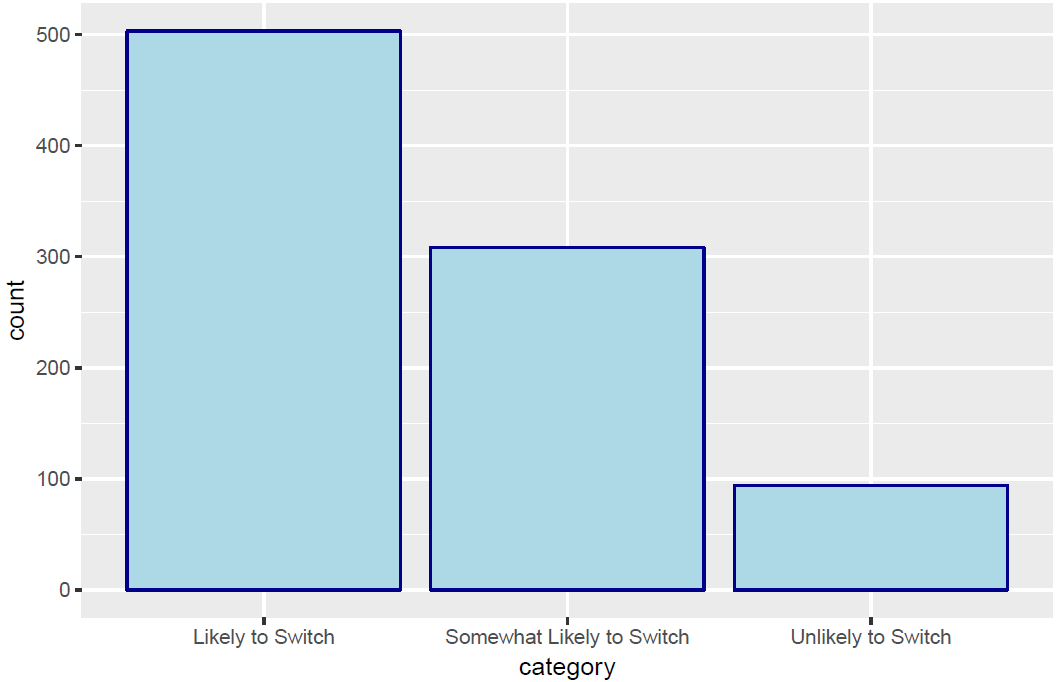 500
400
300
200
100
0
count
Likely to Switch
Somewhat Likely to Switch
Unlikely to Switch
category